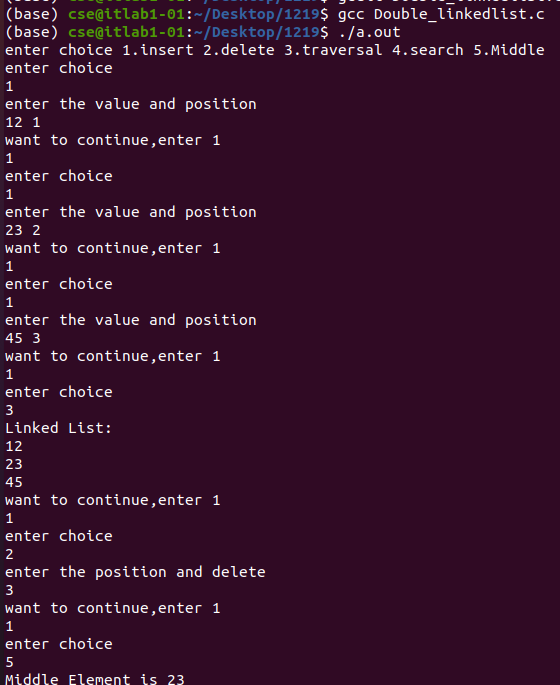 (base) cse@itlab1-01:~/Desktop/1219$ gcc Double_linkedlist.c
(base) cse@itlab1-01:~/Desktop/1219$ ./a.out
enter choice 1.insert 2.delete 3.traversal 4.search 5.Middle
enter choice
1
enter the value and position
12 1
want to continue,enter 1
1
enter choice
1
enter the value and position
23 2
want to continue,enter 1
1
enter choice
1
enter the value and position
45 3
want to continue,enter 1
1
enter choice
3
Linked List:
12
23
45
want to continue,enter 1
1
enter choice
2
enter the position and delete
3
want to continue,enter 1
1
enter choice
5
Middle Element is 23